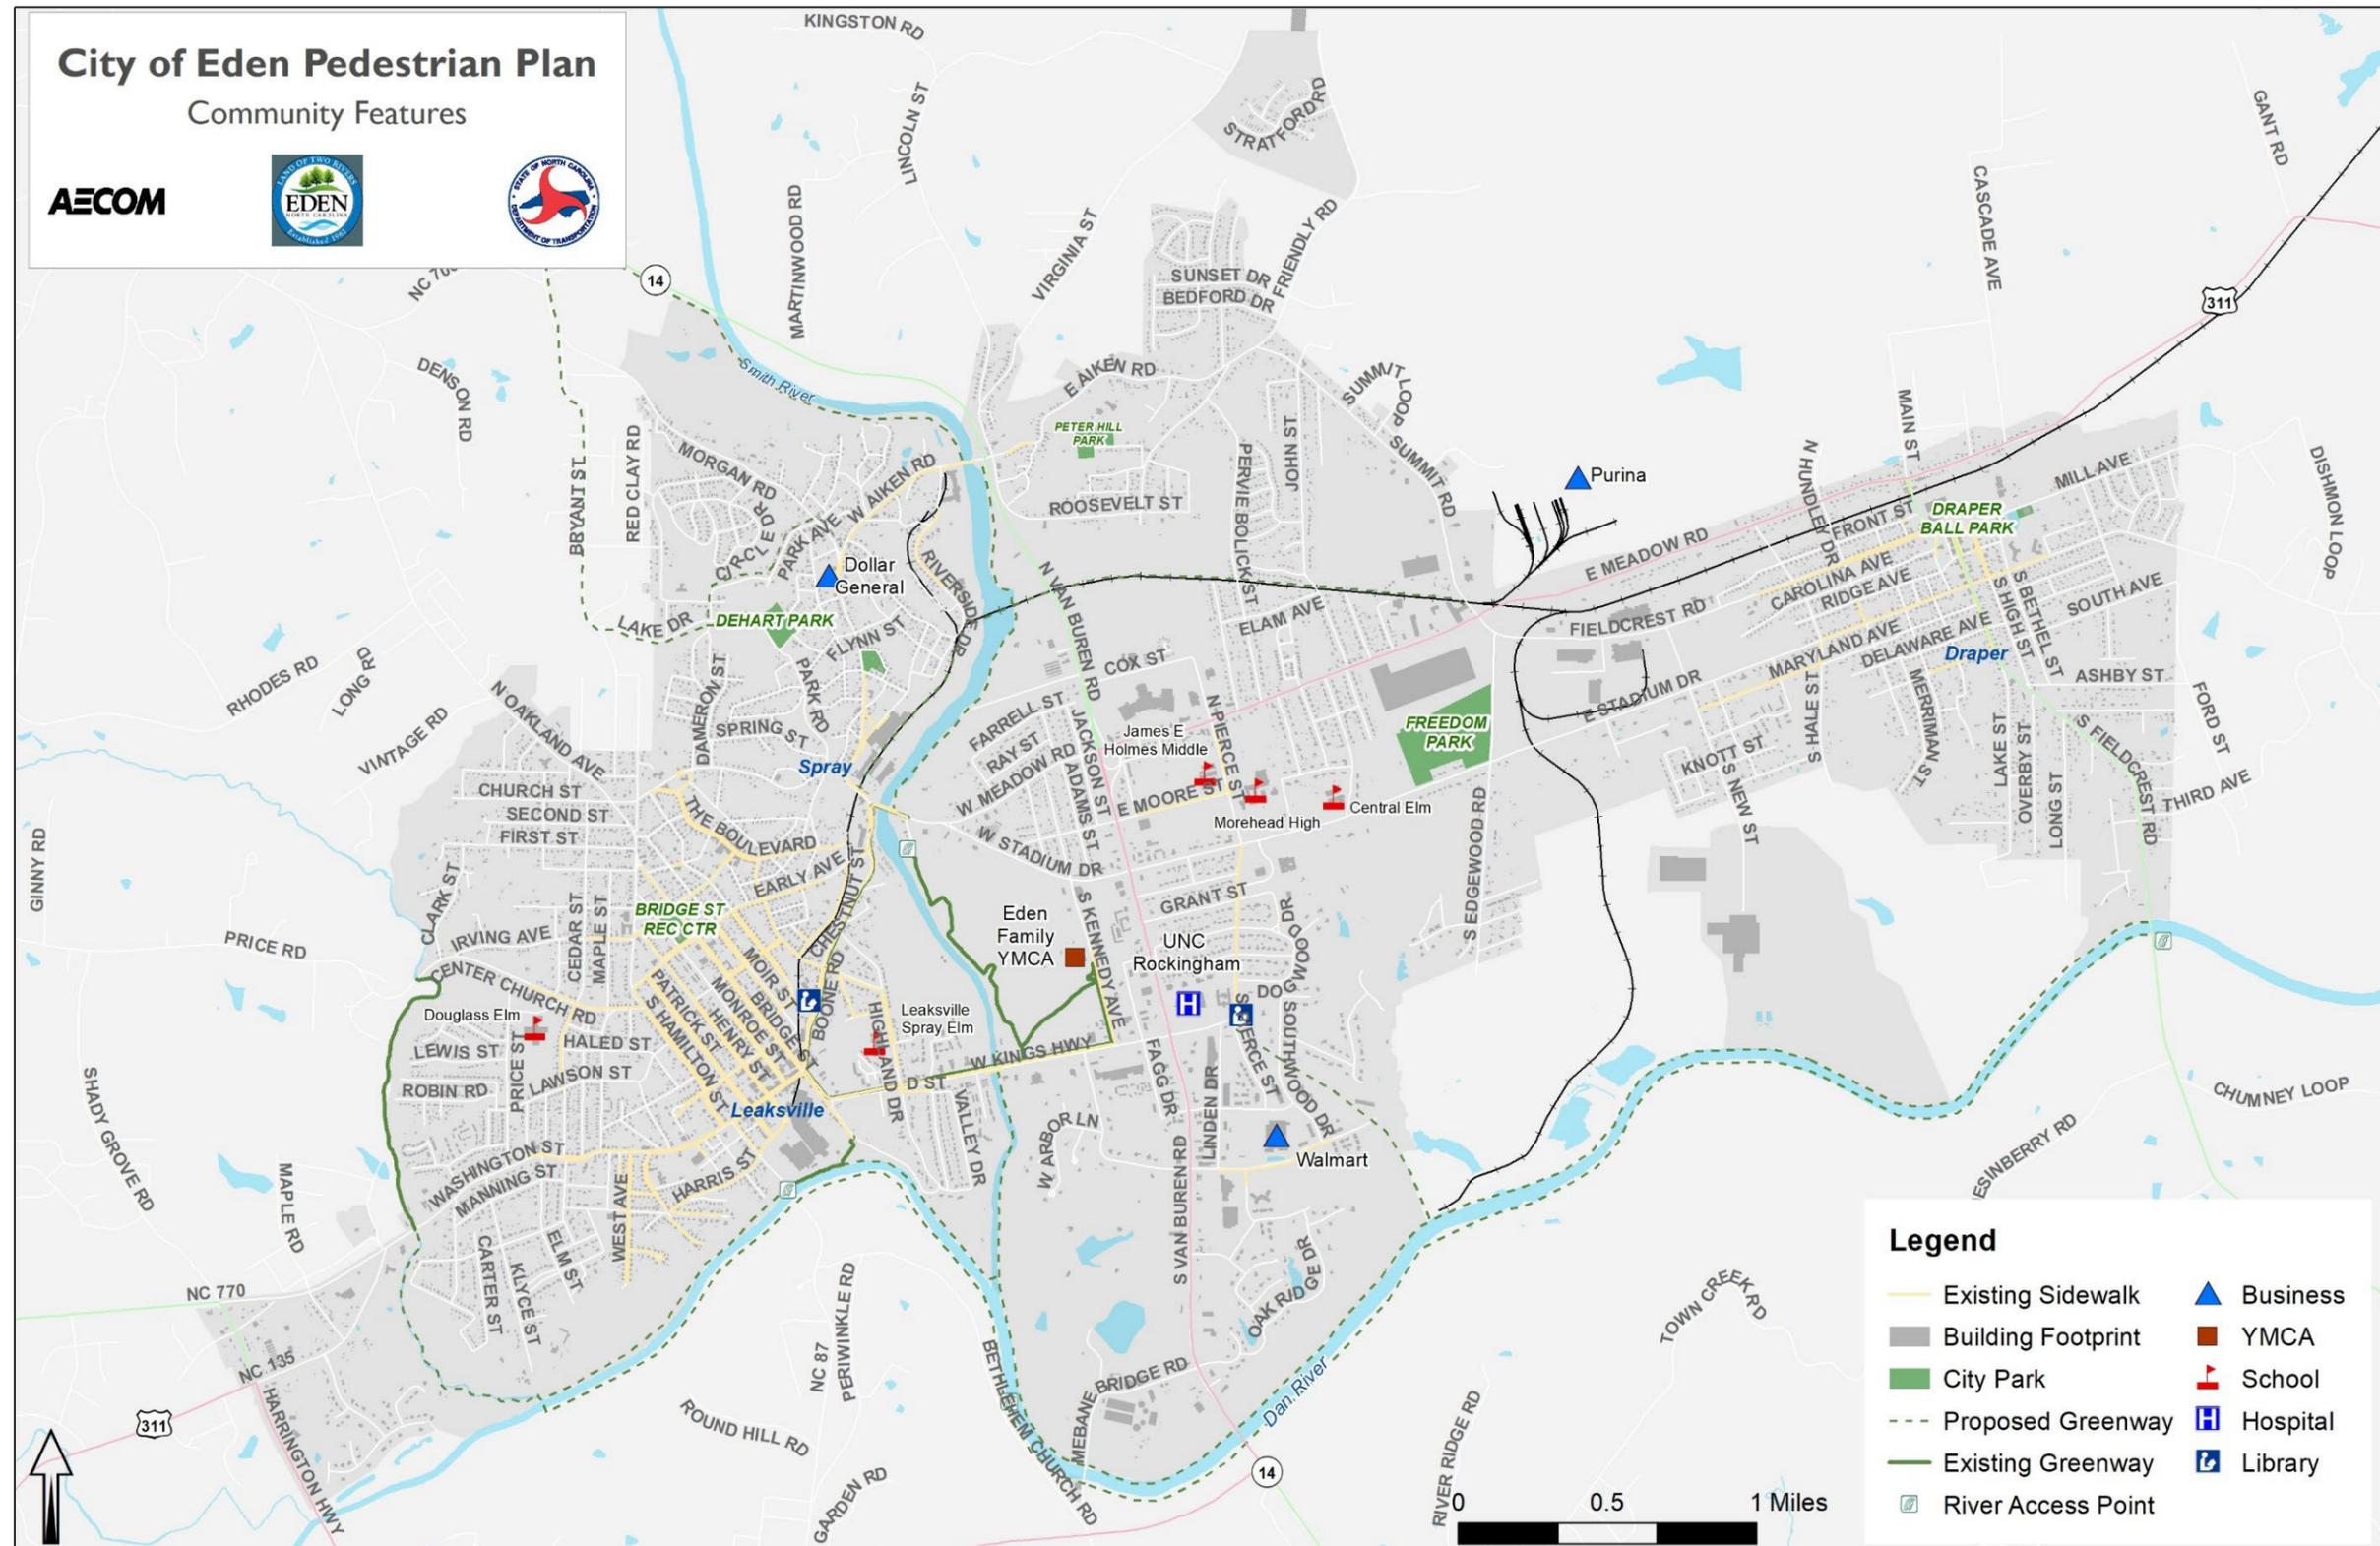 City of Eden Pedestrian Plan
Community Features
AECOM
LAND OF TWO RIVERS
EDEN
NORTH CAROLINA
Established 1967
STATE OF NORTH CAROLINA
DEPARTMENT OF TRANSPORTATION
KINGSTON RD
LINCOLN ST
STRATFORD RD
GANT RD
CASCADE AVE
MARTINWOOD RD
VIRGINIA ST
FRIENDLY RD
SUNSET DR
BEDFORD DR
14
311
Smith River
DENSON RD
E AIKEN RD
SUMMIT LOOP
PETER HILL
PARK
JOHN ST
SUMMIT RD
MAIN ST
N HUNDLEY DR
MILL AVE
DISHMON LOOP
BRYANT ST
RED CLAY RD
MORGAN RD
W AIKEN RD
ROOSEVELT ST
PERVIE BOLICK ST
Purina
DRAPER
BALL PARK
FRONT ST
E MEADOW RD
CIRCLE DR
PARK AVE
Dollar
General
RIVERSIDE DR
N VAN BUREN RD
CAROLINA AVE
RIDGE AVE
S BETHEL ST
S HIGH ST
SOUTH AVE
LAKE DR
DEHART PARK
FLYNN ST
ELAM AVE
FIELDCREST RD
MARYLAND AVE
DELAWARE AVE
Draper
RHODES RD
LONG RD
VINTAGE RD
N OAKLAND AVE
DAMERON ST
PARK RD
COX ST
E STADIUM DR
S HALE ST
MERRIMAN ST
ASHBY ST
FORD ST
SPRING ST
FARRELL ST
RAY ST
W MEADOW RD
JACKSON ST
ADAMS ST
James E
Holmes Middle
N PIERCE ST
FREEDOM
PARK
KNOTT ST
S NEW ST
LAKE ST
OVERBY ST
LONG ST
S FIELDCREST RD
THIRD AVE
Spray
CHURCH ST
SECOND ST
FIRST ST
THE BOULEVARD
EARLY AVE
E MOORE ST
Morehead High
Central Elm
W STADIUM DR
S EDGEWOOD RD
GINNY RD
CLARK ST
CHESTNUT ST
GRANT ST
S KENNEDY AVE
DOGWOOD DR
BRIDGE ST
REC CTR
Eden
Family
YMCA
UNC
Rockingham
PRICE RD
IRVING AVE
CEDAR ST
MAPLE ST
CENTER CHURCH RD
MOIR ST
BRIDGE ST
MONROE ST
HENRY ST
PATRICK ST
S HAMILTON ST
BOONE RD
HIGHLAND DR
Leaksville
Spray Elm
Douglass Elm
LEWIS ST
HALED ST
ROBIN RD
PRICE ST
LAWSON ST
D ST
W KINGS HWY
FAGG DR
LINDEN DR
SOUTHWOOD DR
Leaksville
VALLEY DR
W ARBOR LN
Walmart
SHADY GROVE RD
MAPLE RD
WASHINGTON ST
MANNING ST
HARRIS ST
WEST AVE
ELM ST
CARTER ST
KLYCE ST
S VAN BUREN RD
OAK RIDGE DR
CHUMNEY LOOP
TOWN CREEK RD
NC 770
NC 135
311
HARRINGTON HWY
NC 87
PERIWINKLE RD
ROUND HILL RD
GARDEN RD
BETHLEHEM CHURCH RD
MEBANE BRIDGE RD
Dan River
RIVER RIDGE RD
14
0 0.5 1 Miles
Legend
Existing Sidewalk
Building Footprint
City Park
Proposed Greenway
Existing Greenway
River Access Point
Business
YMCA
School
Hospital
Library